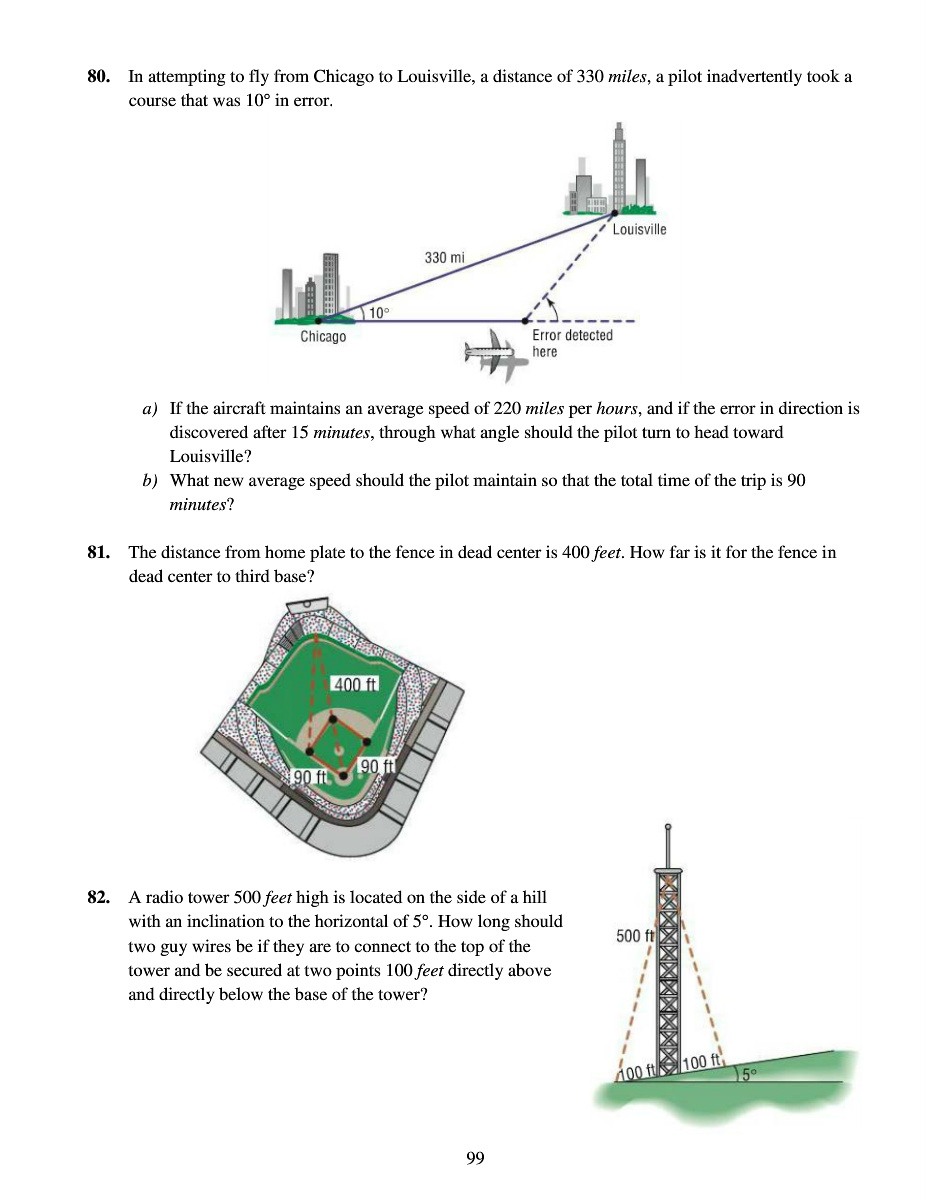 80. In attempting to fly from Chicago to Louisville, a distance of 330 miles, a pilot inadvertently took a
course that was 10° in error.
Louisville
330 mi
10°
Chicago
Error detected
here
a) If the aircraft maintains an average speed of 220 miles per hours, and if the error in direction is
discovered after 15 minutes, through what angle should the pilot turn to head toward
Louisville?
b) What new average speed should the pilot maintain so that the total time of the trip is 90
minutes?
81. The distance from home plate to the fence in dead center is 400 feet. How far is it for the fence in
dead center to third base?
400 ft
90 ft
90 ft
82. A radio tower 500 feet high is located on the side of a hill
with an inclination to the horizontal of 5°. How long should
two guy wires be if they are to connect to the top of the
tower and be secured at two points 100 feet directly above
and directly below the base of the tower?
500 ft
100 ft
100 ft
5°
99